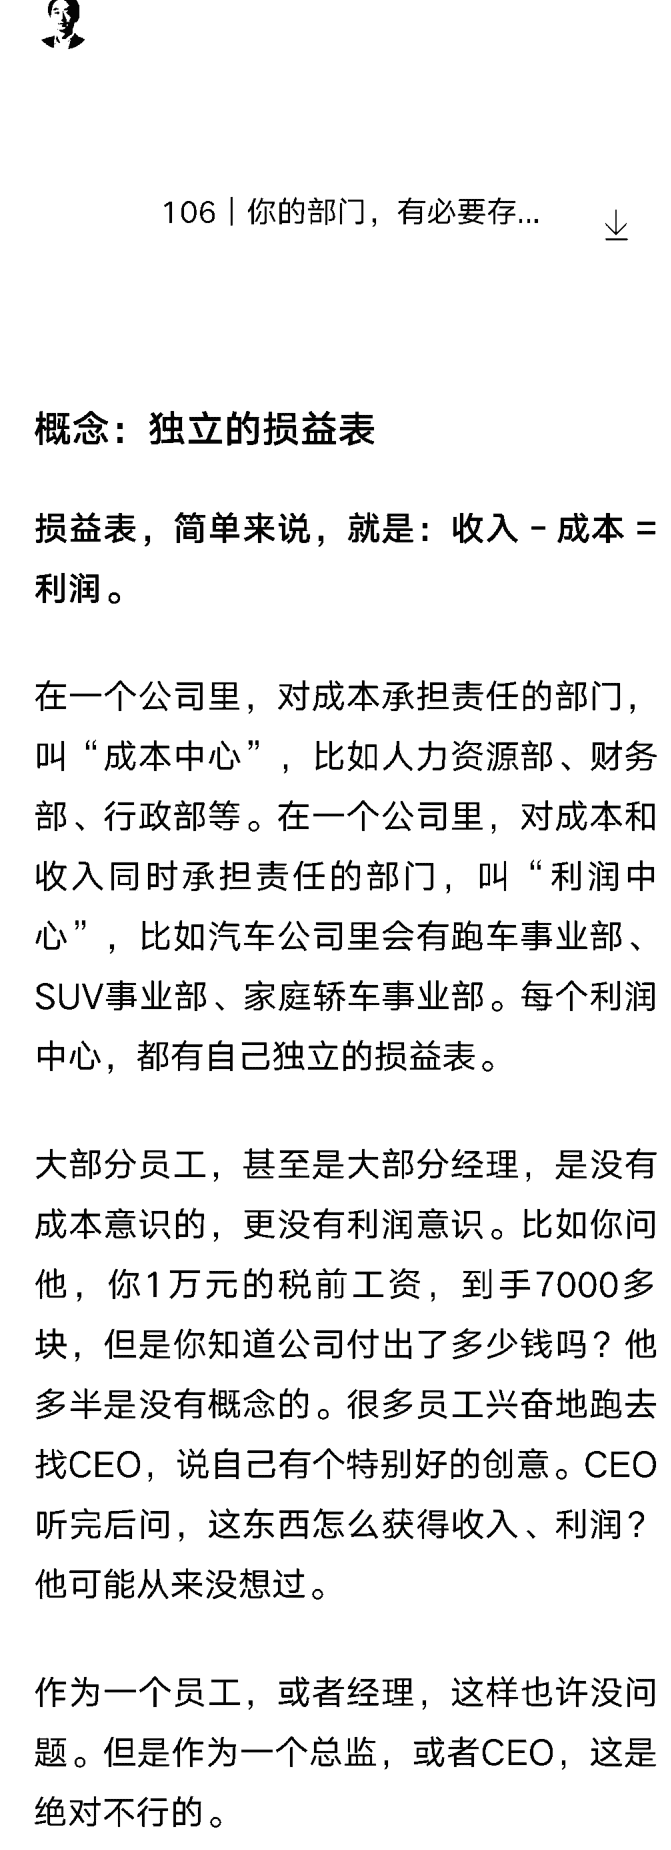 106｜你的部门，有必要存...
概念：独立的损益表
损益表，简单来说，就是：收入 - 成本 =
利润。
在一个公司里，对成本承担责任的部门，
叫“成本中心”，比如人力资源部、财务
部、行政部等。在一个公司里，对成本和
收入同时承担责任的部门，叫“利润中
心”，比如汽车公司里会有跑车事业部、
SUV事业部、家庭轿车事业部。每个利润
中心，都有自己独立的损益表。
大部分员工，甚至是大部分经理，是没有
成本意识的，更没有利润意识。比如你问
他，你1万元的税前工资，到手7000多
块，但是你知道公司付出了多少钱吗？他
多半是没有概念的。很多员工兴奋地跑去
找CEO，说自己有个特别好的创意。CEO
听完后问，这东西怎么获得收入、利润？
他可能从来没想过。
作为一个员工，或者经理，这样也许没问
题。但是作为一个总监，或者CEO，这是
绝对不行的。